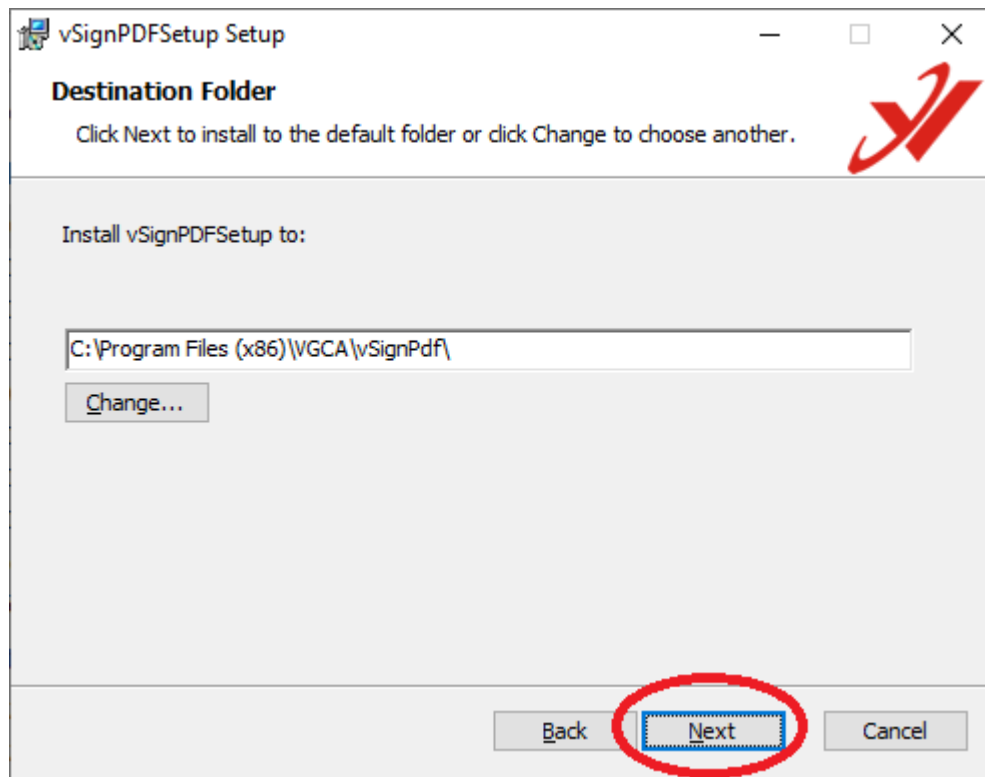 vSignPDFSetup Setup
Destination Folder
Click Next to install to the default folder or click Change to choose another.
Install vSignPDFSetup to:
C:\Program Files (x86)\VGCA\vSignPdf\
Change...
Back Next Cancel